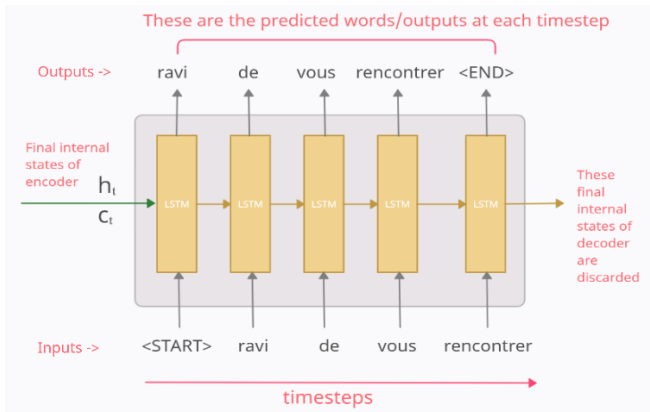 These are the predicted words/outputs at each timestep
Outputs -> ravi de vous rencontrer <END>
Final internal
states of
encoder
hₜ
cₜ
LSTM LSTM LSTM LSTM LSTM
These
final
internal
states of
decoder
are
discarded
Inputs -> <START> ravi de vous rencontrer
timesteps